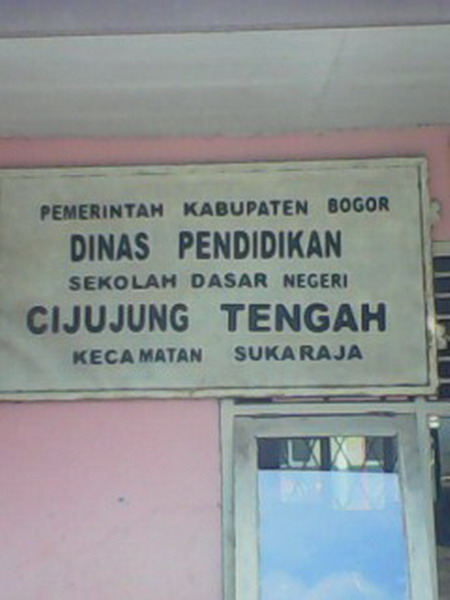 PEMERINTAH KABUPATEN BOGOR
DINAS PENDIDIKAN
SEKOLAH DASAR NEGERI
CIJUJUNG TENGAH
KECAMATAN SUKARAJA